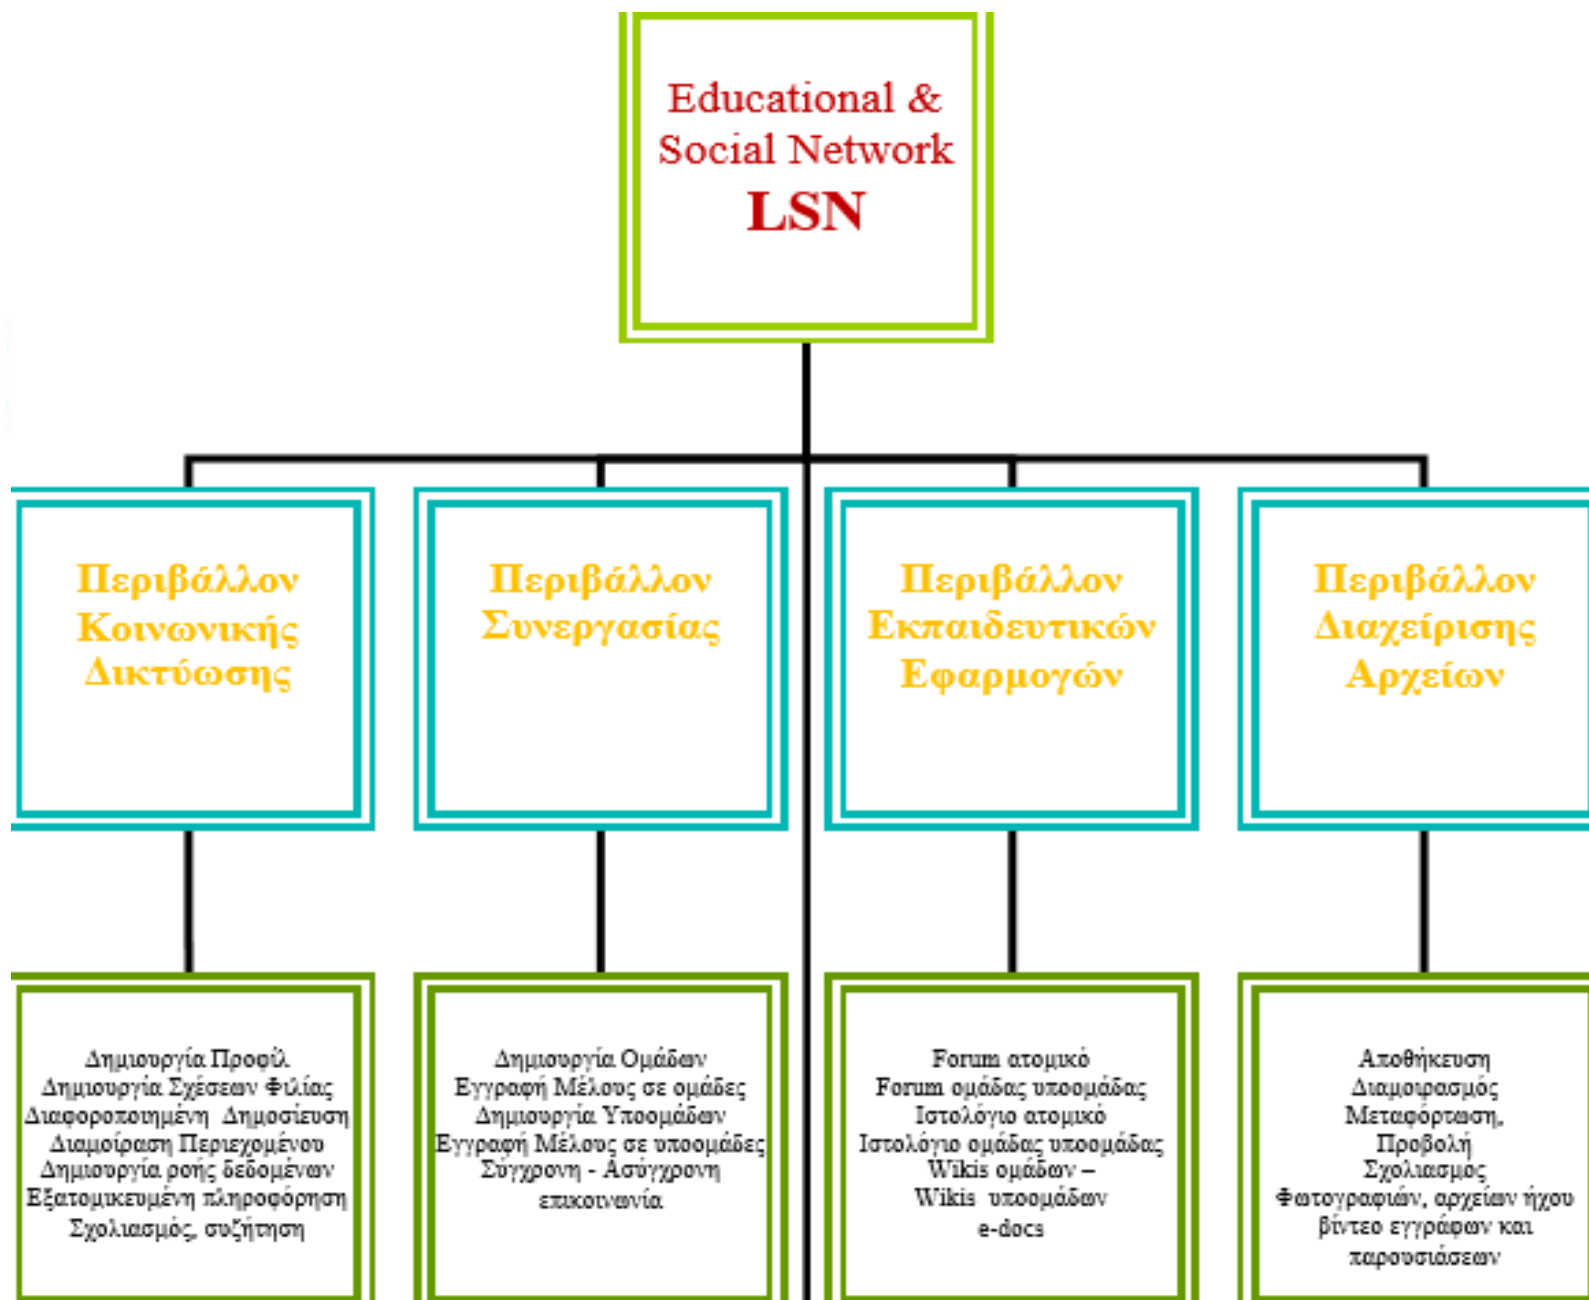 Educational &
Social Network
LSN
Περιβάλλον
Κοινωνικής
Δικτύωσης
Περιβάλλον
Συνεργασίας
Περιβάλλον
Εκπαιδευτικών
Εφαρμογών
Περιβάλλον
Διαχείρισης
Αρχείων
Δημιουργία Προφίλ
Δημιουργία Σχέσεων Φιλίας
Διαφοροποιημένη Δημοσίευση
Διαμοίραση Περιεχομένου
Δημιουργία ροής δεδομένων
Εξατομικευμένη πληροφόρηση
Σχολιασμός, συζήτηση
Δημιουργία Ομάδων
Εγγραφή Μέλους σε ομάδες
Δημιουργία Υποομάδων
Εγγραφή Μέλους σε υποομάδες
Σύγχρονη - Ασύγχρονη
επικοινωνία
Forum ατομικό
Forum ομάδας υποομάδας
Ιστολόγιο ατομικό
Ιστολόγιο ομάδας υποομάδας
Wikis ομάδων –
Wikis υποομάδων
e-docs
Αποθήκευση
Διαμοιρασμός
Μεταφόρτωση,
Προβολή
Σχολιασμός
Φωτογραφιών, αρχείων ήχου
βίντεο εγγράφων και
παρουσιάσεων